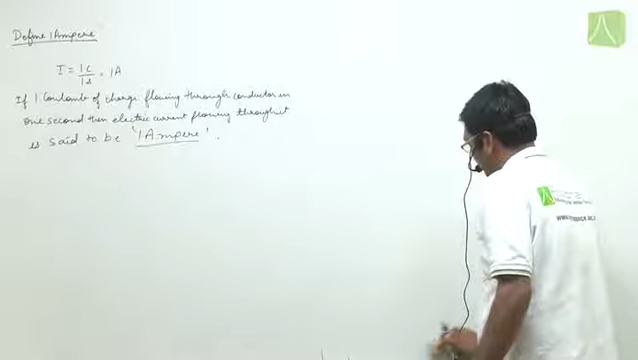 Define 1 Ampere
I = 1C/1s = 1A
If 1 Coulomb of charge flowing through conductor in
one second then electric current flowing through it
is said to be '1 Ampere'.